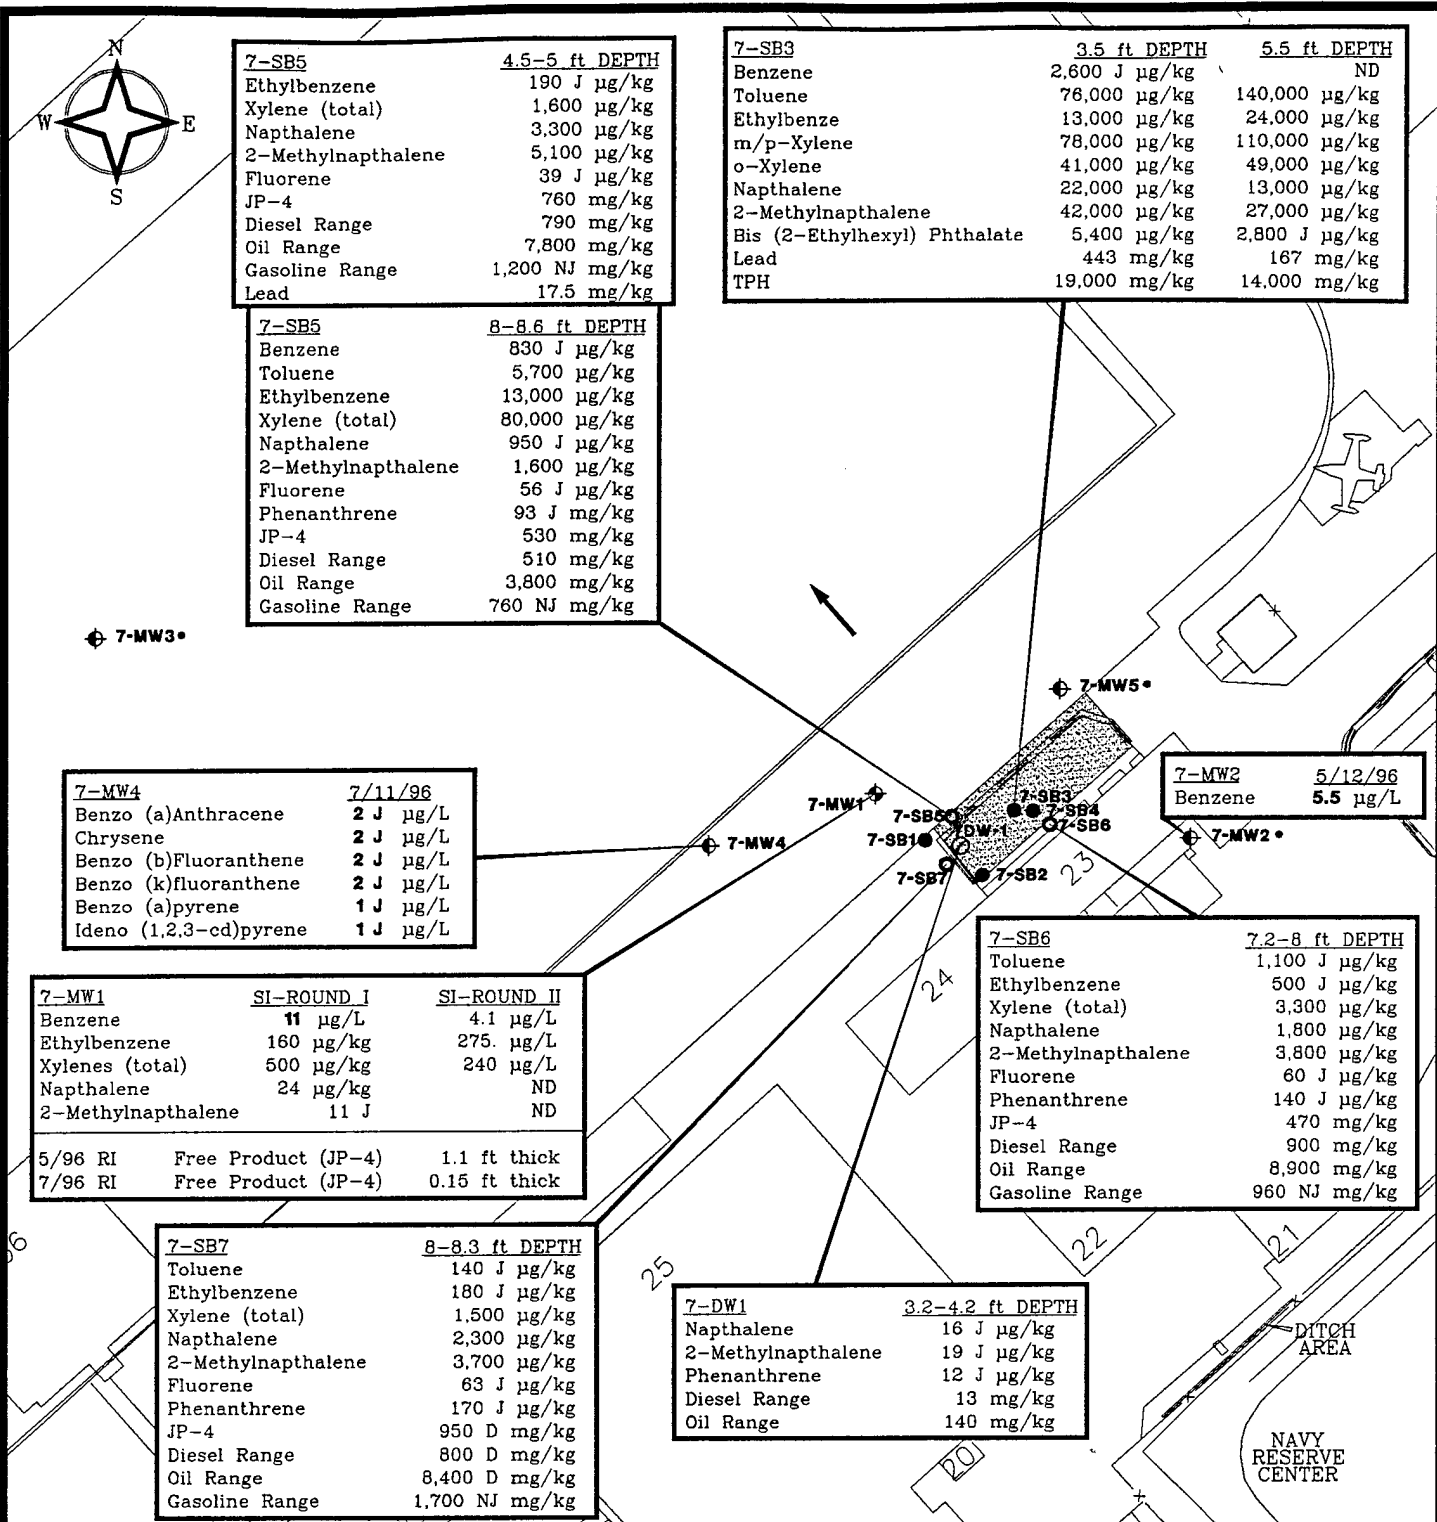 N
W E
S
7-SB5 4.5-5 ft DEPTH
Ethylbenzene 190 J µg/kg
Xylene (total) 1,600 µg/kg
Napthalene 3,300 µg/kg
2-Methylnapthalene 5,100 µg/kg
Fluorene 39 J µg/kg
JP-4 760 mg/kg
Diesel Range 790 mg/kg
Oil Range 7,800 mg/kg
Gasoline Range 1,200 NJ mg/kg
Lead 17.5 mg/kg
7-SB5 8-8.6 ft DEPTH
Benzene 830 J µg/kg
Toluene 5,700 µg/kg
Ethylbenzene 13,000 µg/kg
Xylene (total) 80,000 µg/kg
Napthalene 950 J µg/kg
2-Methylnapthalene 1,600 µg/kg
Fluorene 56 J µg/kg
Phenanthrene 93 J mg/kg
JP-4 530 mg/kg
Diesel Range 510 mg/kg
Oil Range 3,800 mg/kg
Gasoline Range 760 NJ mg/kg
7-SB3 3.5 ft DEPTH 5.5 ft DEPTH
Benzene 2,600 J µg/kg ND
Toluene 76,000 µg/kg 140,000 µg/kg
Ethylbenze 13,000 µg/kg 24,000 µg/kg
m/p-Xylene 78,000 µg/kg 110,000 µg/kg
o-Xylene 41,000 µg/kg 49,000 µg/kg
Napthalene 22,000 µg/kg 13,000 µg/kg
2-Methylnapthalene 42,000 µg/kg 27,000 µg/kg
Bis (2-Ethylhexyl) Phthalate 5,400 µg/kg 2,800 J µg/kg
Lead 443 mg/kg 167 mg/kg
TPH 19,000 mg/kg 14,000 mg/kg
7-MW3•
7-MW5•
7-MW4 7/11/96
Benzo (a)Anthracene 2 J µg/L
Chrysene 2 J µg/L
Benzo (b)Fluoranthene 2 J µg/L
Benzo (k)fluoranthene 2 J µg/L
Benzo (a)pyrene 1 J µg/L
Ideno (1,2,3-cd)pyrene 1 J µg/L
7-MW2 5/12/96
Benzene 5.5 µg/L
7-MW1
7-SB3
7-SB5
7-SB4
7-SB6
DW-1
7-SB1
7-MW4
7-MW2•
7-SB7
7-SB2
23
24
7-MW1 SI-ROUND I SI-ROUND II
Benzene 11 µg/L 4.1 µg/L
Ethylbenzene 160 µg/kg 275. µg/L
Xylenes (total) 500 µg/kg 240 µg/L
Napthalene 24 µg/kg ND
2-Methylnapthalene 11 J ND
5/96 RI Free Product (JP-4) 1.1 ft thick
7/96 RI Free Product (JP-4) 0.15 ft thick
7-SB6 7.2-8 ft DEPTH
Toluene 1,100 J µg/kg
Ethylbenzene 500 J µg/kg
Xylene (total) 3,300 µg/kg
Napthalene 1,800 µg/kg
2-Methylnapthalene 3,800 µg/kg
Fluorene 60 J µg/kg
Phenanthrene 140 J µg/kg
JP-4 470 mg/kg
Diesel Range 900 mg/kg
Oil Range 8,900 mg/kg
Gasoline Range 960 NJ mg/kg
22
21
25
7-SB7 8-8.3 ft DEPTH
Toluene 140 J µg/kg
Ethylbenzene 180 J µg/kg
Xylene (total) 1,500 µg/kg
Napthalene 2,300 µg/kg
2-Methylnapthalene 3,700 µg/kg
Fluorene 63 J µg/kg
Phenanthrene 170 J µg/kg
JP-4 950 D mg/kg
Diesel Range 800 D mg/kg
Oil Range 8,400 D mg/kg
Gasoline Range 1,700 NJ mg/kg
7-DW1 3.2-4.2 ft DEPTH
Napthalene 16 J µg/kg
2-Methylnapthalene 19 J µg/kg
Phenanthrene 12 J µg/kg
Diesel Range 13 mg/kg
Oil Range 140 mg/kg
DITCH
AREA
20
NAVY
RESERVE
CENTER